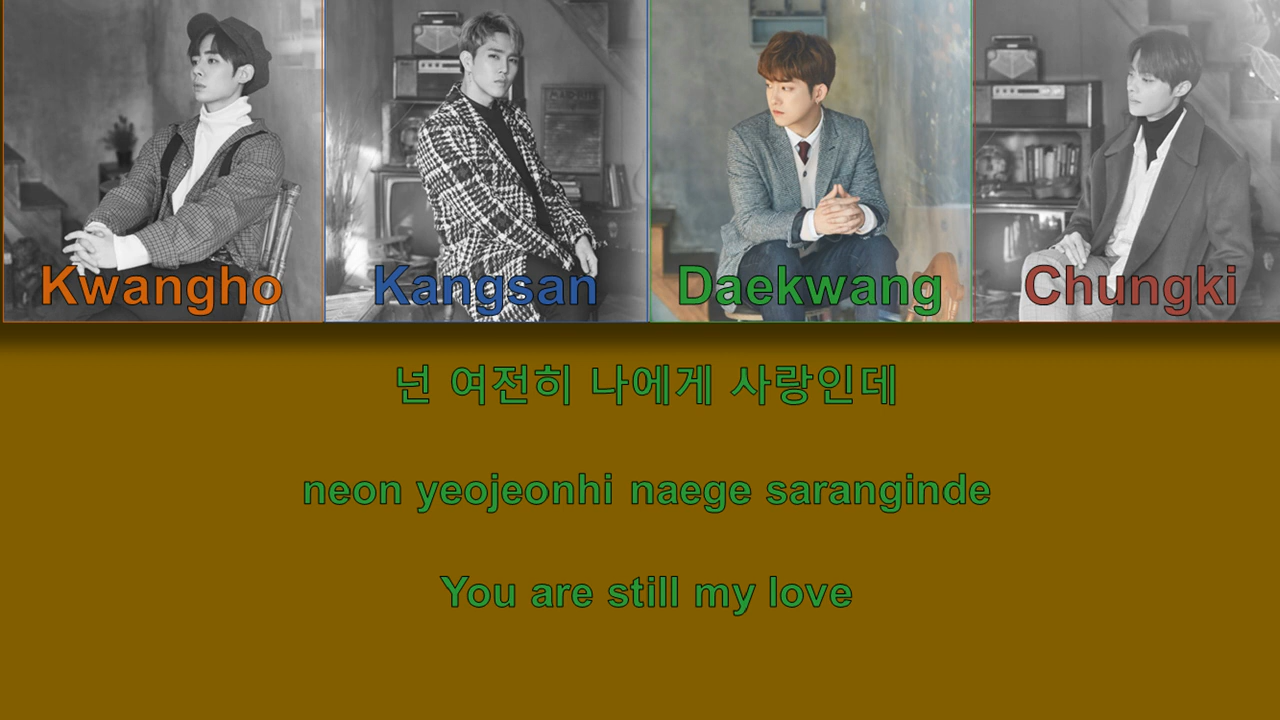 Kwangho Kangsan Daekwang Chungki
넌 여전히 나에게 사랑인데
neon yeojeonhi naege saranginde
You are still my love